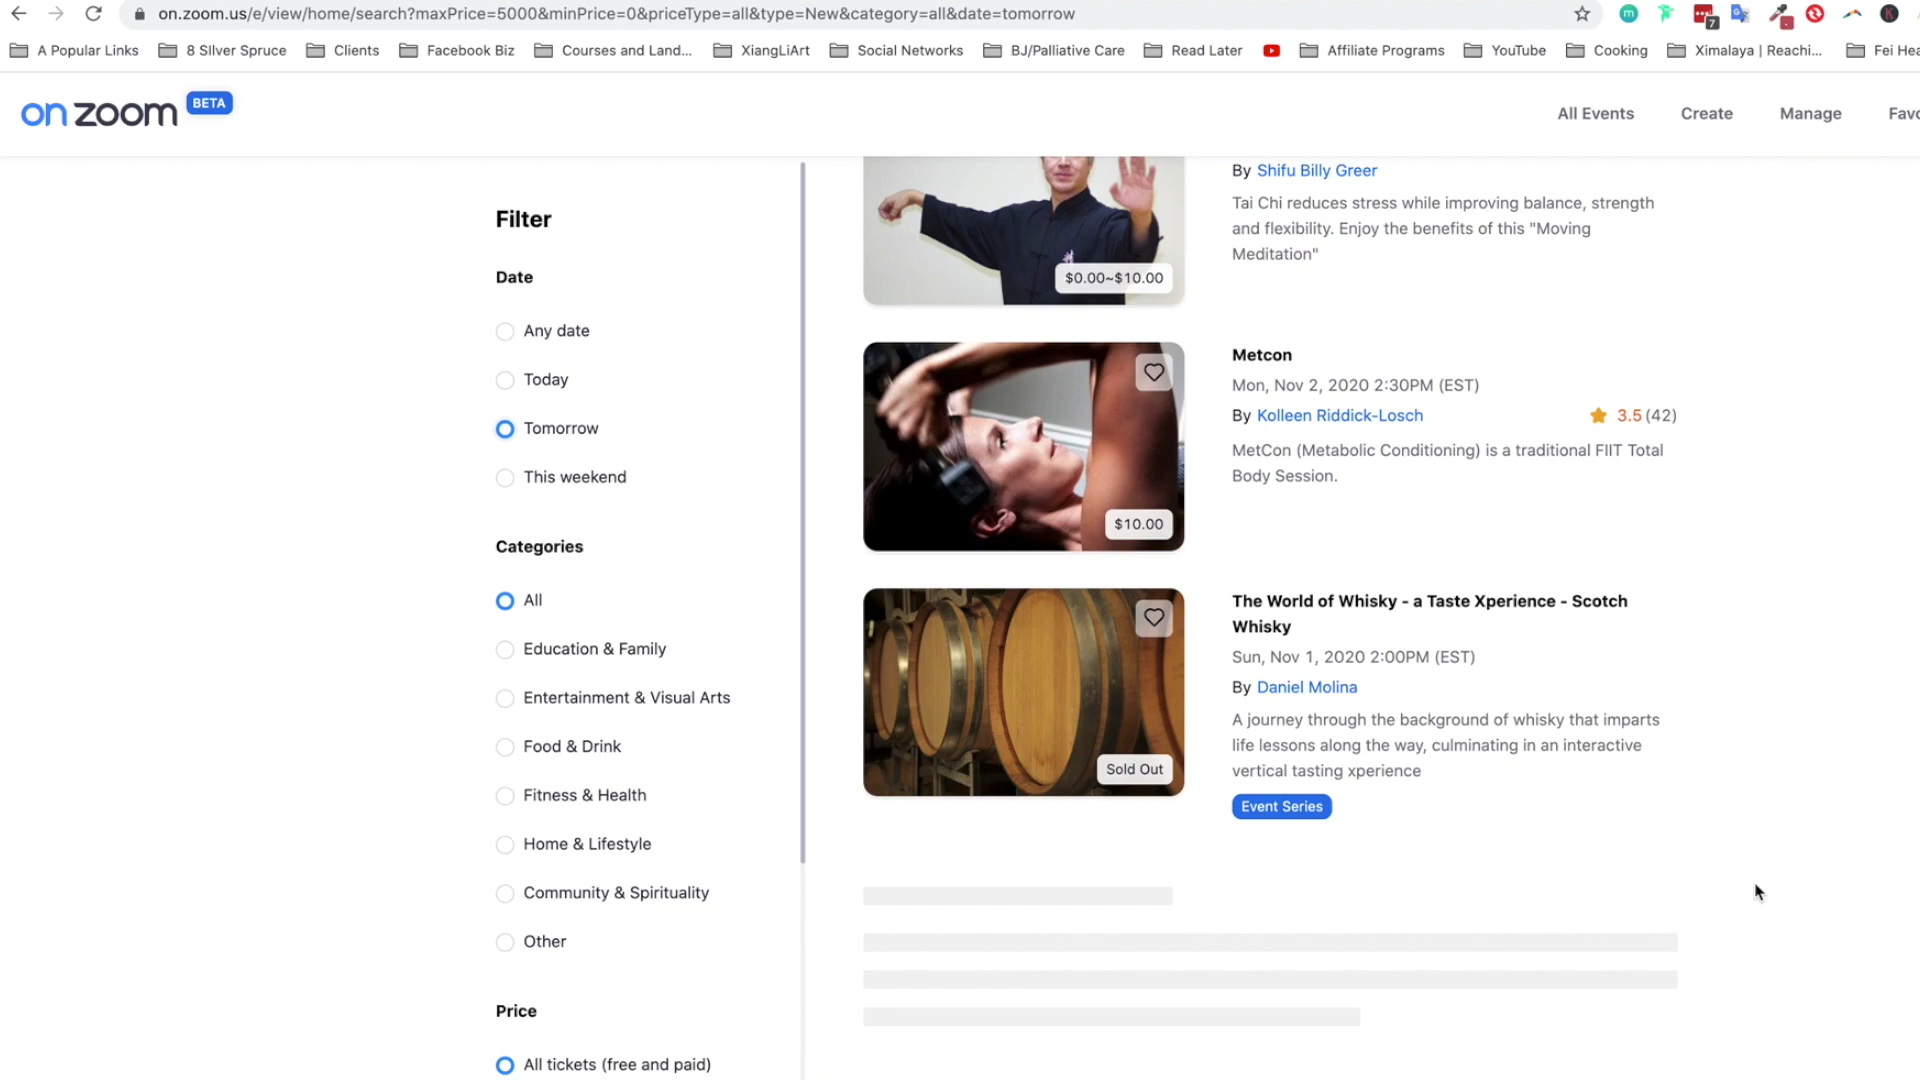 on.zoom.us/e/view/home/search?maxPrice=5000&minPrice=0&priceType=all&type=New&category=all&date=tomorrow
A Popular Links
8 SIlver Spruce
Clients
Facebook Biz
Courses and Land...
XiangLiArt
Social Networks
BJ/Palliative Care
Read Later
Affiliate Programs
YouTube
Cooking
Ximalaya | Reachi...
Fei Hea
on zoom BETA
All Events
Create
Manage
Favo
Filter
Date
Any date
Today
Tomorrow
This weekend
Categories
All
Education & Family
Entertainment & Visual Arts
Food & Drink
Fitness & Health
Home & Lifestyle
Community & Spirituality
Other
Price
All tickets (free and paid)
$0.00~$10.00
By Shifu Billy Greer
Tai Chi reduces stress while improving balance, strength
and flexibility. Enjoy the benefits of this "Moving
Meditation"
$10.00
Metcon
Mon, Nov 2, 2020 2:30PM (EST)
By Kolleen Riddick-Losch
3.5 (42)
MetCon (Metabolic Conditioning) is a traditional FIIT Total
Body Session.
Sold Out
The World of Whisky - a Taste Xperience - Scotch
Whisky
Sun, Nov 1, 2020 2:00PM (EST)
By Daniel Molina
A journey through the background of whisky that imparts
life lessons along the way, culminating in an interactive
vertical tasting xperience
Event Series